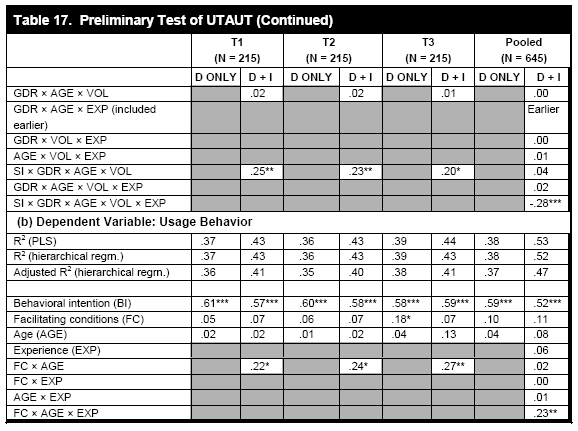 Table 17. Preliminary Test of UTAUT (Continued)
T1 T2 T3 Pooled
(N = 215) (N = 215) (N = 215) (N = 645)
D ONLY D + I D ONLY D + I D ONLY D + I D ONLY D + I
GDR × AGE × VOL .02 .02 .01 .00
GDR × AGE × EXP (included Earlier
earlier)
GDR × VOL × EXP .00
AGE × VOL × EXP .01
SI × GDR × AGE × VOL .25** .23** .20* .04
GDR × AGE × VOL × EXP .02
SI × GDR × AGE × VOL × EXP -.28***
(b) Dependent Variable: Usage Behavior
R² (PLS) .37 .43 .36 .43 .39 .44 .38 .53
R² (hierarchical regrn.) .37 .43 .36 .43 .39 .43 .38 .52
Adjusted R² (hierarchical regrn.) .36 .41 .35 .40 .38 .41 .37 .47
Behavioral intention (BI) .61*** .57*** .60*** .58*** .58*** .59*** .59*** .52***
Facilitating conditions (FC) .05 .07 .06 .07 .18* .07 .10 .11
Age (AGE) .02 .02 .01 .02 .04 .13 .04 .08
Experience (EXP) .06
FC × AGE .22* .24* .27** .02
FC × EXP .00
AGE × EXP .01
FC × AGE × EXP .23**